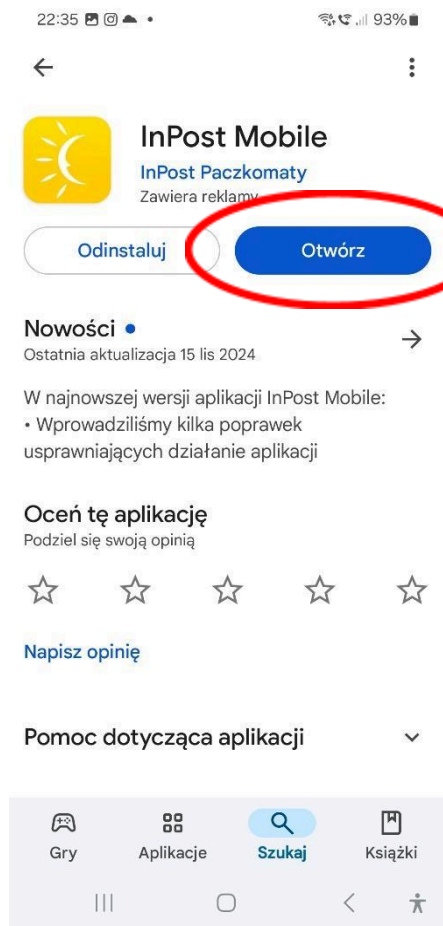 22:35
93%
InPost Mobile
InPost Paczkomaty
Zawiera reklamy
Odinstaluj
Otwórz
Nowości
Ostatnia aktualizacja 15 lis 2024
W najnowszej wersji aplikacji InPost Mobile:
• Wprowadziliśmy kilka poprawek
usprawniających działanie aplikacji
Oceń tę aplikację
Podziel się swoją opinią
Napisz opinię
Pomoc dotycząca aplikacji
Gry Aplikacje Szukaj Książki